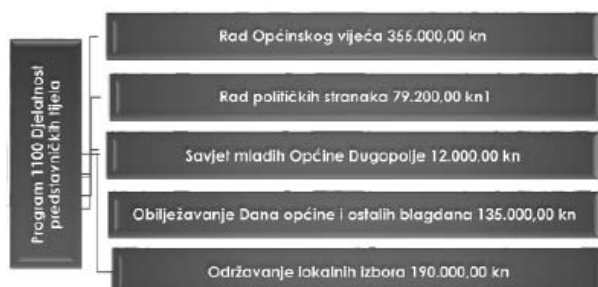 Program 1100 Djelatnost
predstavničkih tijela
Rad Općinskog vijeća 355.000,00 kn
Rad političkih stranaka 79.200,00 kn1
Savjet mladih Općine Dugopolje 12.000,00 kn
Obilježavanje Dana općine i ostalih blagdana 135.000,00 kn
Održavanje lokalnih izbora 190.000,00 kn